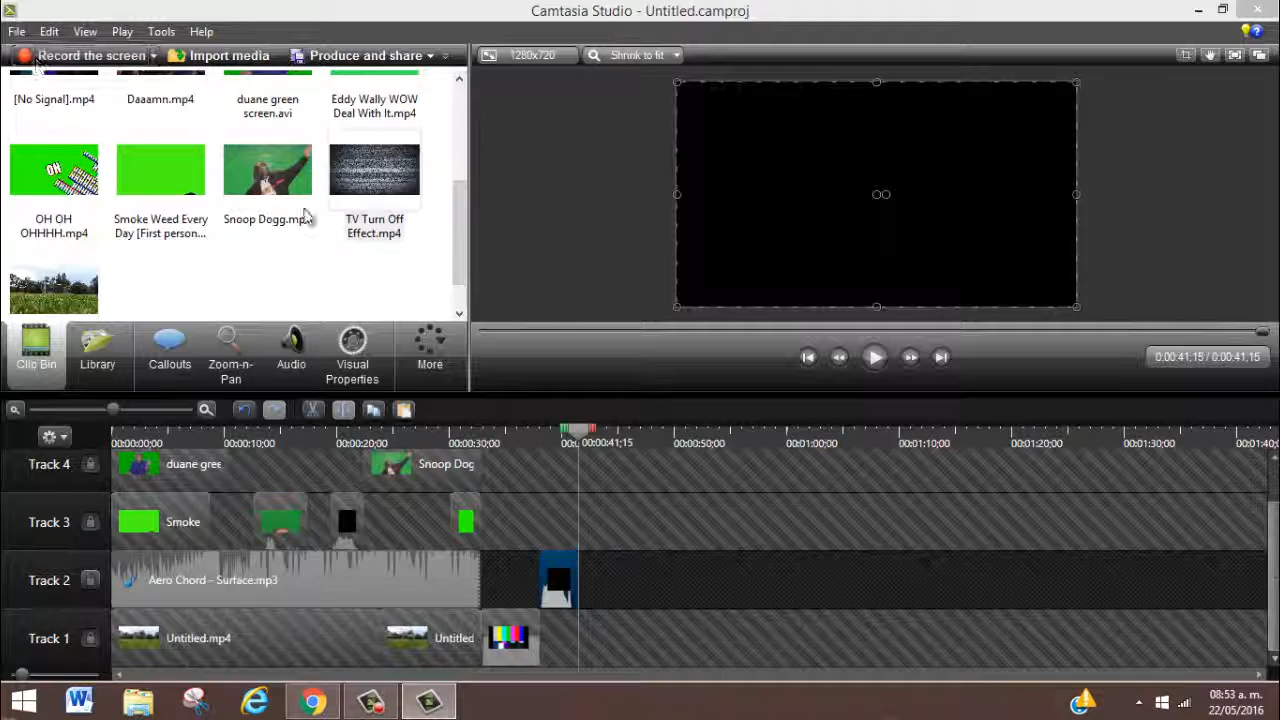 Camtasia Studio - Untitled.camproj
File Edit View Play Tools Help
Record the screen Import media Produce and share
1280x720 Shrink to fit
[No Signal].mp4 Daaamn.mp4 duane green screen.avi Eddy Wally WOW Deal With It.mp4
OH
OH OH OHHHH.mp4 Smoke Weed Every Day [First person... Snoop Dogg.mp4 TV Turn Off Effect.mp4
Clip Bin Library Callouts Zoom-n-Pan Audio Visual Properties More
0:00:41;15 / 0:00:41;15
00:00:00;00 00:00:10;00 00:00:20;00 00:00:30;00 00:00:41;15 00:00:50;00 00:01:00;00 00:01:10;00 00:01:20;00 00:01:30;00 00:01:40;0
Track 4 duane gree Snoop Dog
Track 3 Smoke
Track 2 Aero Chord - Surface.mp3
Track 1 Untitled.mp4 Untitled
08:53 a. m.
22/05/2016